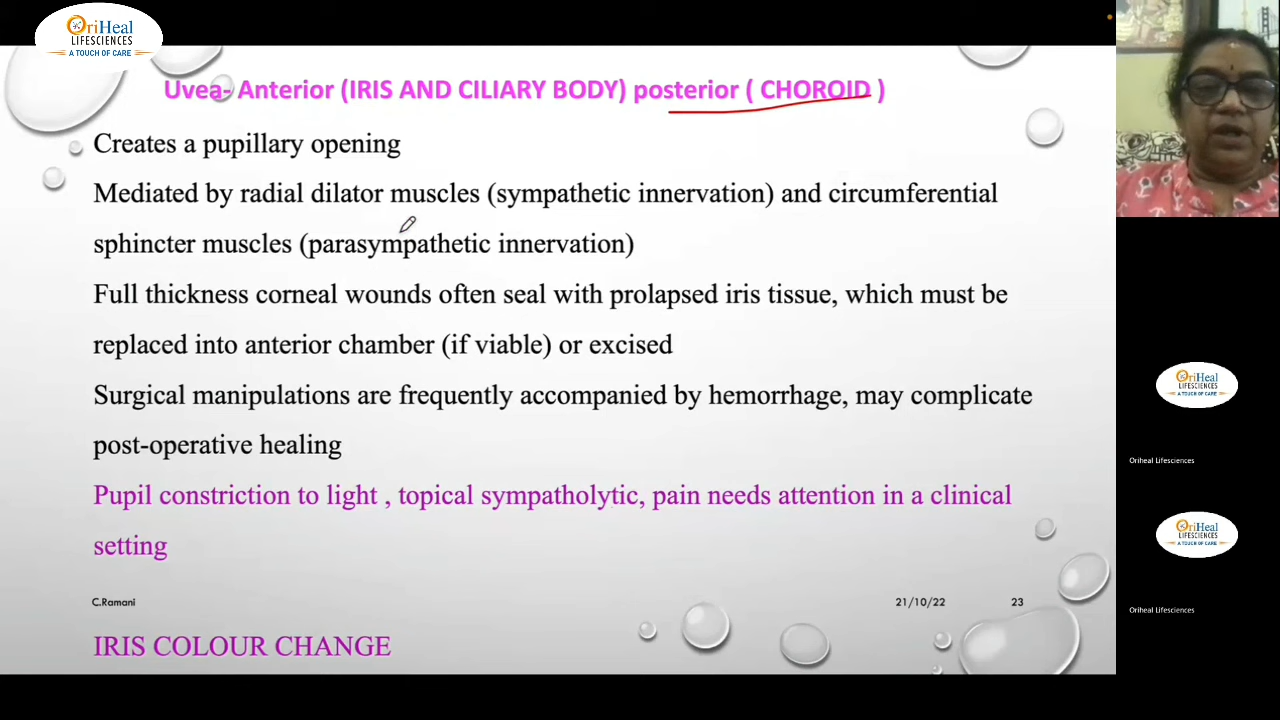 OriHeal
LIFESCIENCES
A TOUCH OF CARE
Uvea- Anterior (IRIS AND CILIARY BODY) posterior ( CHOROID )
Creates a pupillary opening
Mediated by radial dilator muscles (sympathetic innervation) and circumferential
sphincter muscles (parasympathetic innervation)
Full thickness corneal wounds often seal with prolapsed iris tissue, which must be
replaced into anterior chamber (if viable) or excised
Surgical manipulations are frequently accompanied by hemorrhage, may complicate
post-operative healing
Pupil constriction to light , topical sympatholytic, pain needs attention in a clinical
setting
C.Ramani
21/10/22
23
IRIS COLOUR CHANGE
OriHeal
LIFESCIENCES
A TOUCH OF CARE
Oriheal Lifesciences
OriHeal
LIFESCIENCES
A TOUCH OF CARE
Oriheal Lifesciences